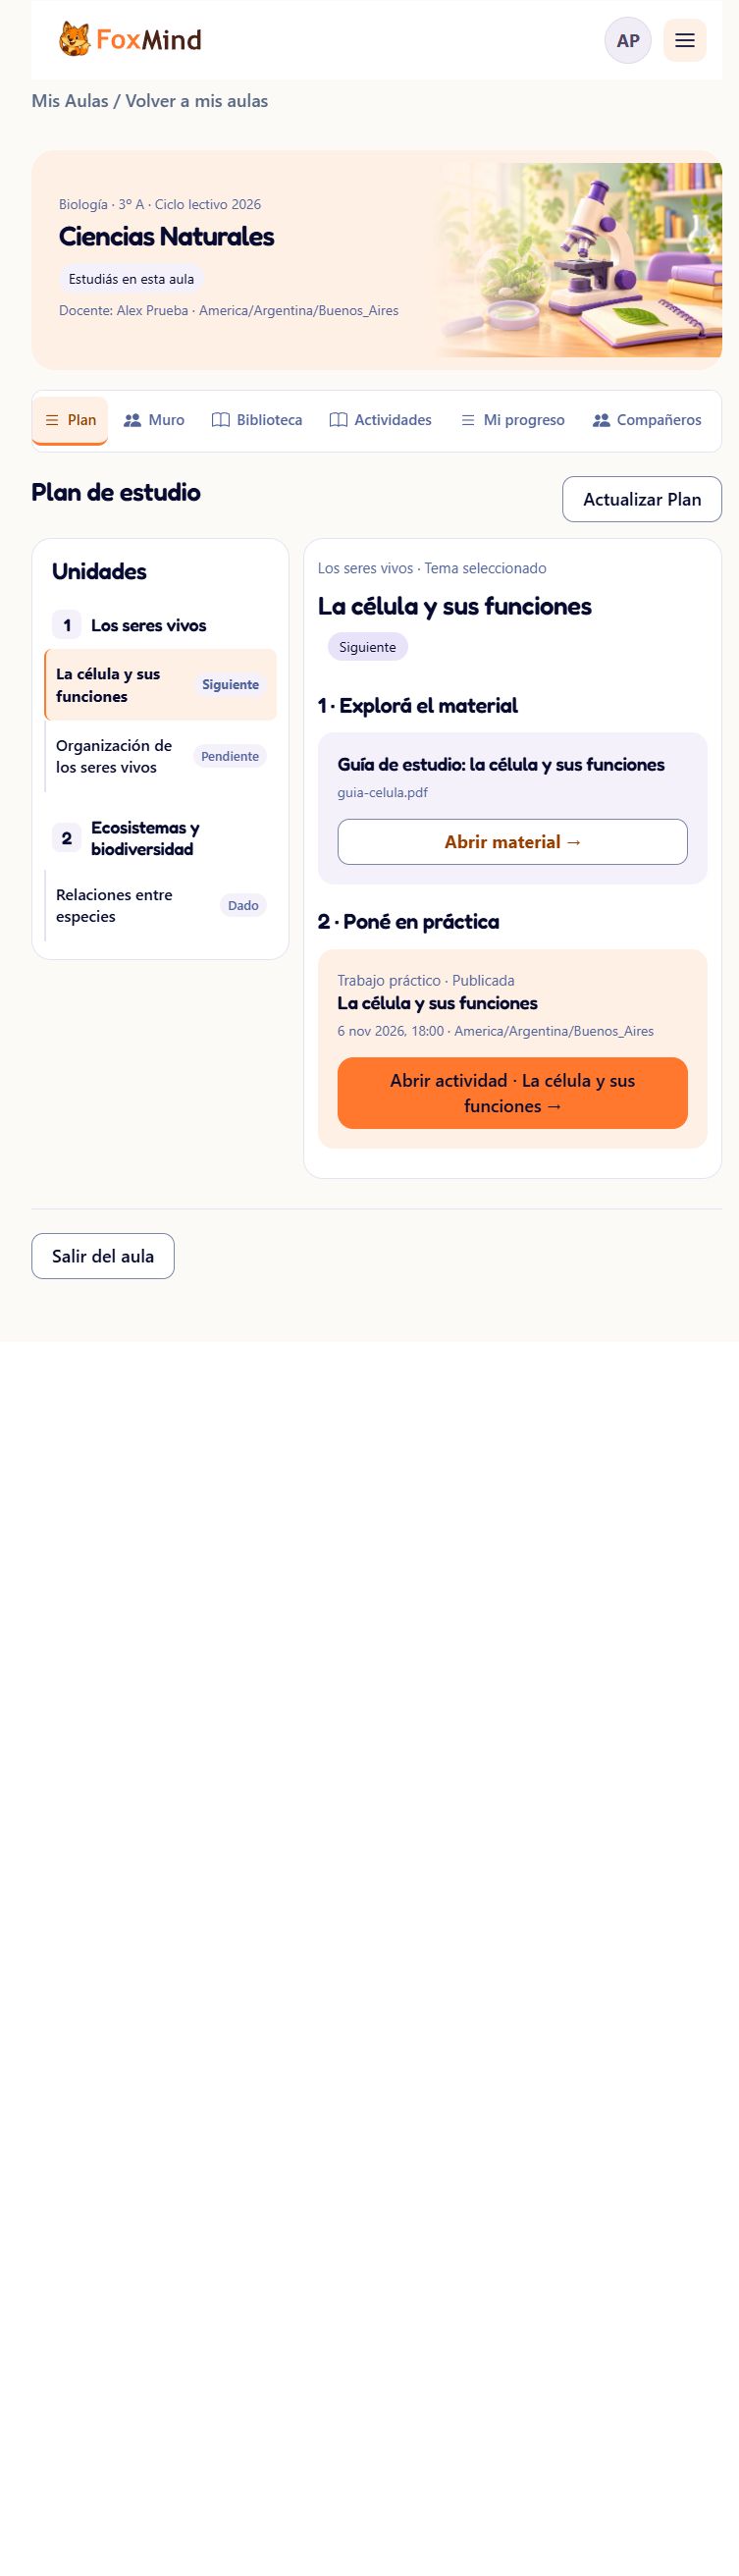 FoxMind
AP
Mis Aulas / Volver a mis aulas
Biología · 3º A · Ciclo lectivo 2026
Ciencias Naturales
Estudiás en esta aula
Docente: Alex Prueba · America/Argentina/Buenos_Aires
Plan
Muro
Biblioteca
Actividades
Mi progreso
Compañeros
Plan de estudio
Actualizar Plan
Unidades
1 Los seres vivos
La célula y sus
funciones
Siguiente
Organización de
los seres vivos
Pendiente
2 Ecosistemas y
biodiversidad
Relaciones entre
especies
Dado
Los seres vivos · Tema seleccionado
La célula y sus funciones
Siguiente
1 · Explorá el material
Guía de estudio: la célula y sus funciones
guia-celula.pdf
Abrir material →
2 · Poné en práctica
Trabajo práctico · Publicada
La célula y sus funciones
6 nov 2026, 18:00 · America/Argentina/Buenos_Aires
Abrir actividad · La célula y sus
funciones →
Salir del aula